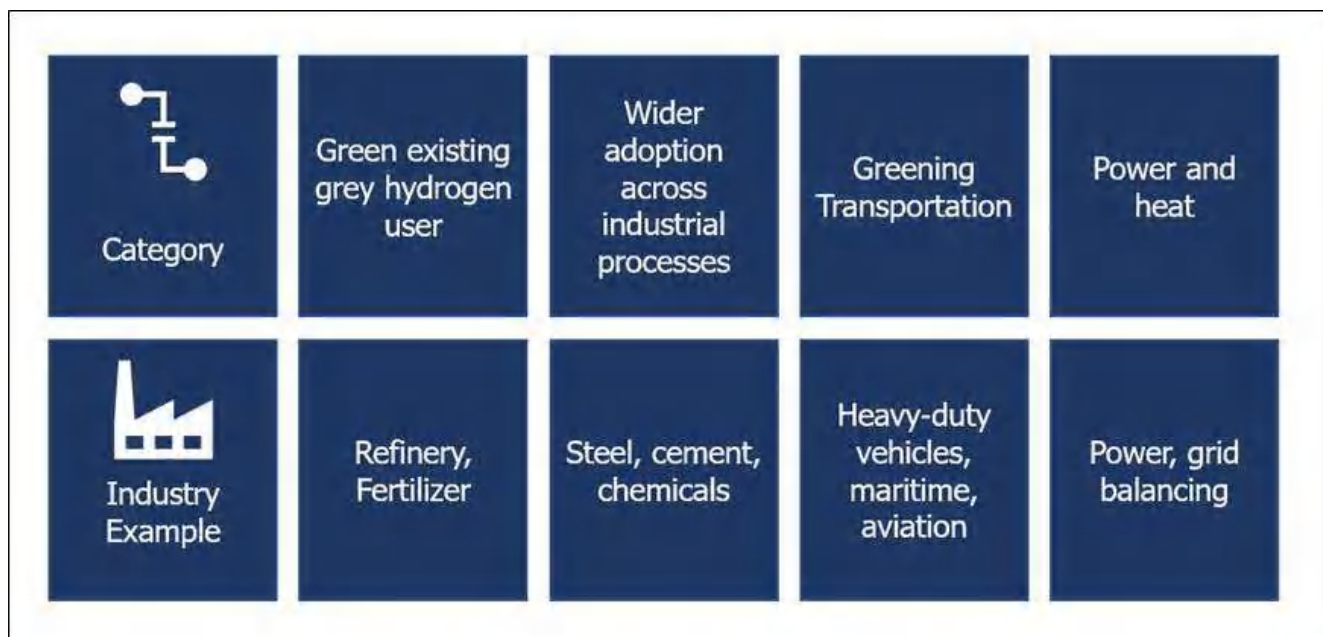 Category
Green existing
grey hydrogen
user
Wider
adoption
across
industrial
processes
Greening
Transportation
Power and
heat
Industry
Example
Refinery,
Fertilizer
Steel, cement,
chemicals
Heavy-duty
vehicles,
maritime,
aviation
Power, grid
balancing